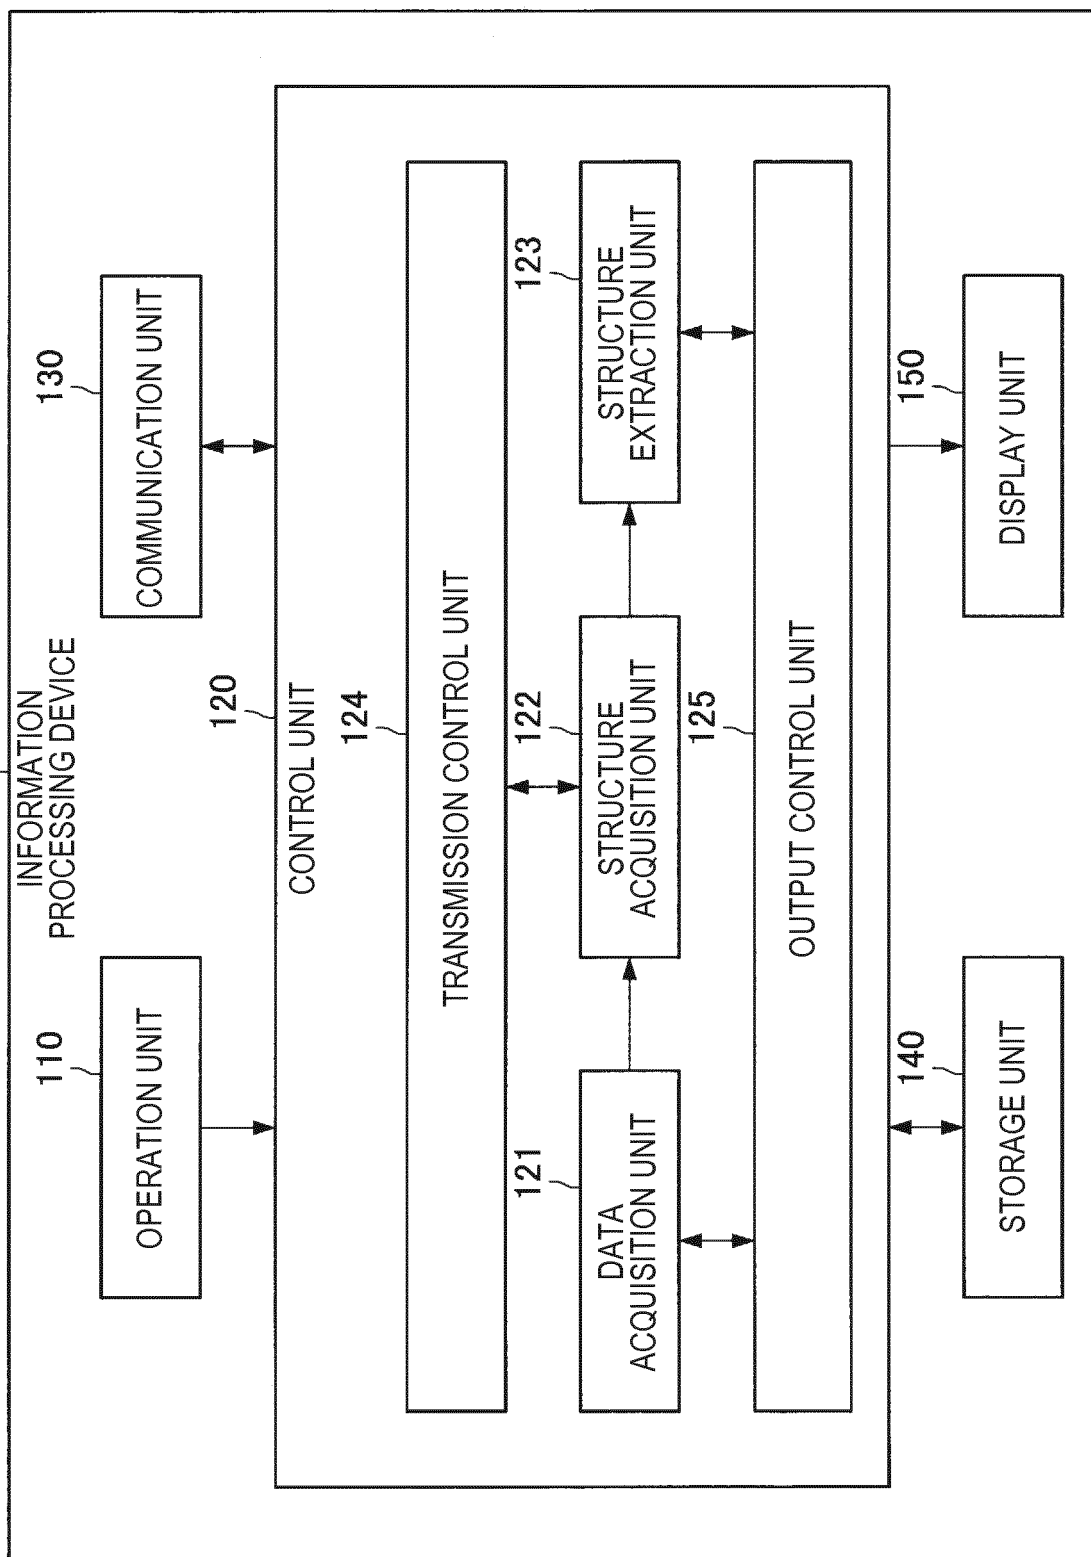 INFORMATION
PROCESSING DEVICE
110
OPERATION UNIT
130
COMMUNICATION UNIT
120
CONTROL UNIT
124
TRANSMISSION CONTROL UNIT
121
DATA
ACQUISITION UNIT
122
STRUCTURE
ACQUISITION UNIT
123
STRUCTURE
EXTRACTION UNIT
125
OUTPUT CONTROL UNIT
140
STORAGE UNIT
150
DISPLAY UNIT